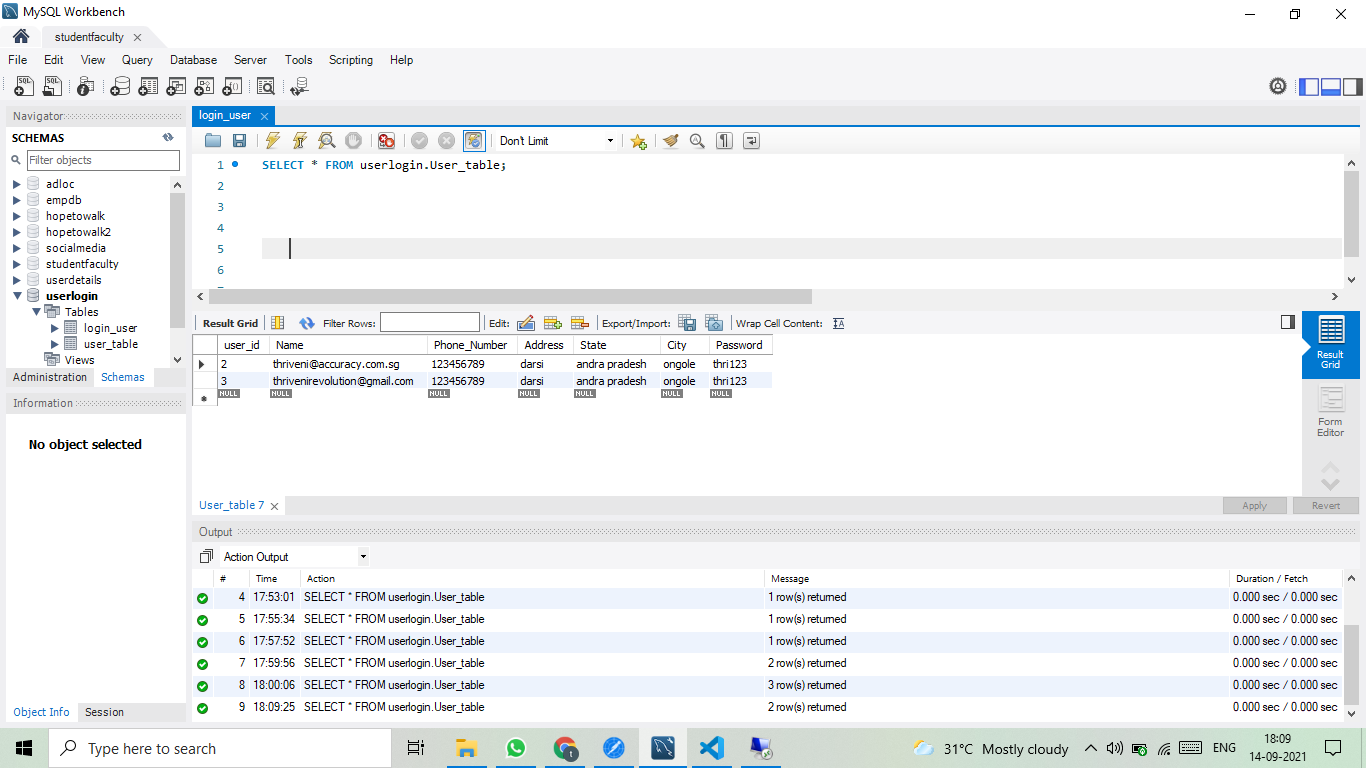 MySQL Workbench
studentfaculty
File Edit View Query Database Server Tools Scripting Help
Navigator
SCHEMAS
Filter objects
adloc
empdb
hopetowalk
hopetowalk2
socialmedia
studentfaculty
userdetails
userlogin
Tables
login_user
user_table
Views
Administration Schemas
Information
No object selected
Object Info Session
login_user
Don't Limit
1 SELECT * FROM userlogin.User_table;
2
3
4
5
6
Result Grid Filter Rows: Edit: Export/Import: Wrap Cell Content: IA
user_id Name Phone_Number Address State City Password
2 thriveni@accuracy.com.sg 123456789 darsi andra pradesh ongole thri123
3 thrivenirevolution@gmail.com 123456789 darsi andra pradesh ongole thri123
NULL NULL NULL NULL NULL NULL NULL
Result Grid
Form Editor
User_table 7
Apply Revert
Output
Action Output
# Time Action Message Duration / Fetch
4 17:53:01 SELECT * FROM userlogin.User_table 1 row(s) returned 0.000 sec / 0.000 sec
5 17:55:34 SELECT * FROM userlogin.User_table 1 row(s) returned 0.000 sec / 0.000 sec
6 17:57:52 SELECT * FROM userlogin.User_table 1 row(s) returned 0.000 sec / 0.000 sec
7 17:59:56 SELECT * FROM userlogin.User_table 2 row(s) returned 0.000 sec / 0.000 sec
8 18:00:06 SELECT * FROM userlogin.User_table 3 row(s) returned 0.000 sec / 0.000 sec
9 18:09:25 SELECT * FROM userlogin.User_table 2 row(s) returned 0.000 sec / 0.000 sec
Type here to search
31°C Mostly cloudy
ENG
18:09
14-09-2021